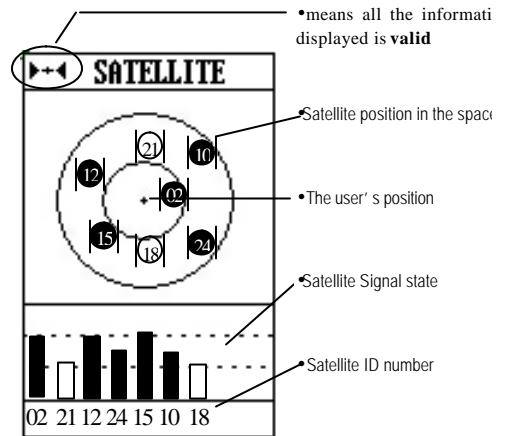 •means all the informati
displayed is valid
SATELLITE
•Satellite position in the space
21
10
12
02
•The user' s position
15
18
24
•Satellite Signal state
•Satellite ID number
02 21 12 24 15 10 18